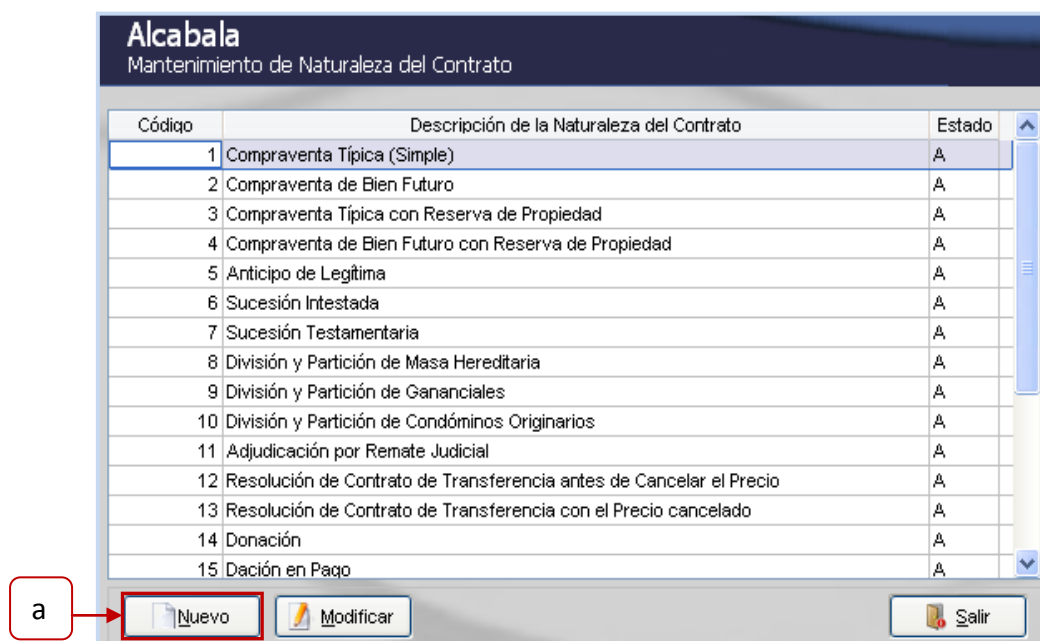 Alcabala
Mantenimiento de Naturaleza del Contrato
Código Descripción de la Naturaleza del Contrato Estado
1 Compraventa Típica (Simple) A
2 Compraventa de Bien Futuro A
3 Compraventa Típica con Reserva de Propiedad A
4 Compraventa de Bien Futuro con Reserva de Propiedad A
5 Anticipo de Legítima A
6 Sucesión Intestada A
7 Sucesión Testamentaria A
8 División y Partición de Masa Hereditaria A
9 División y Partición de Gananciales A
10 División y Partición de Condóminos Originarios A
11 Adjudicación por Remate Judicial A
12 Resolución de Contrato de Transferencia antes de Cancelar el Precio A
13 Resolución de Contrato de Transferencia con el Precio cancelado A
14 Donación A
15 Dación en Pago A
a Nuevo Modificar Salir